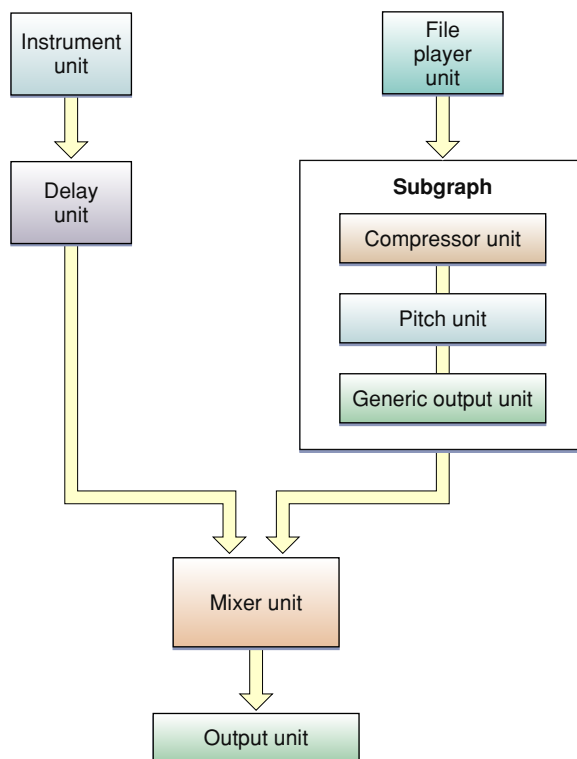 Instrument
unit
File
player
unit
Delay
unit
Subgraph
Compressor unit
Pitch unit
Generic output unit
Mixer unit
Output unit